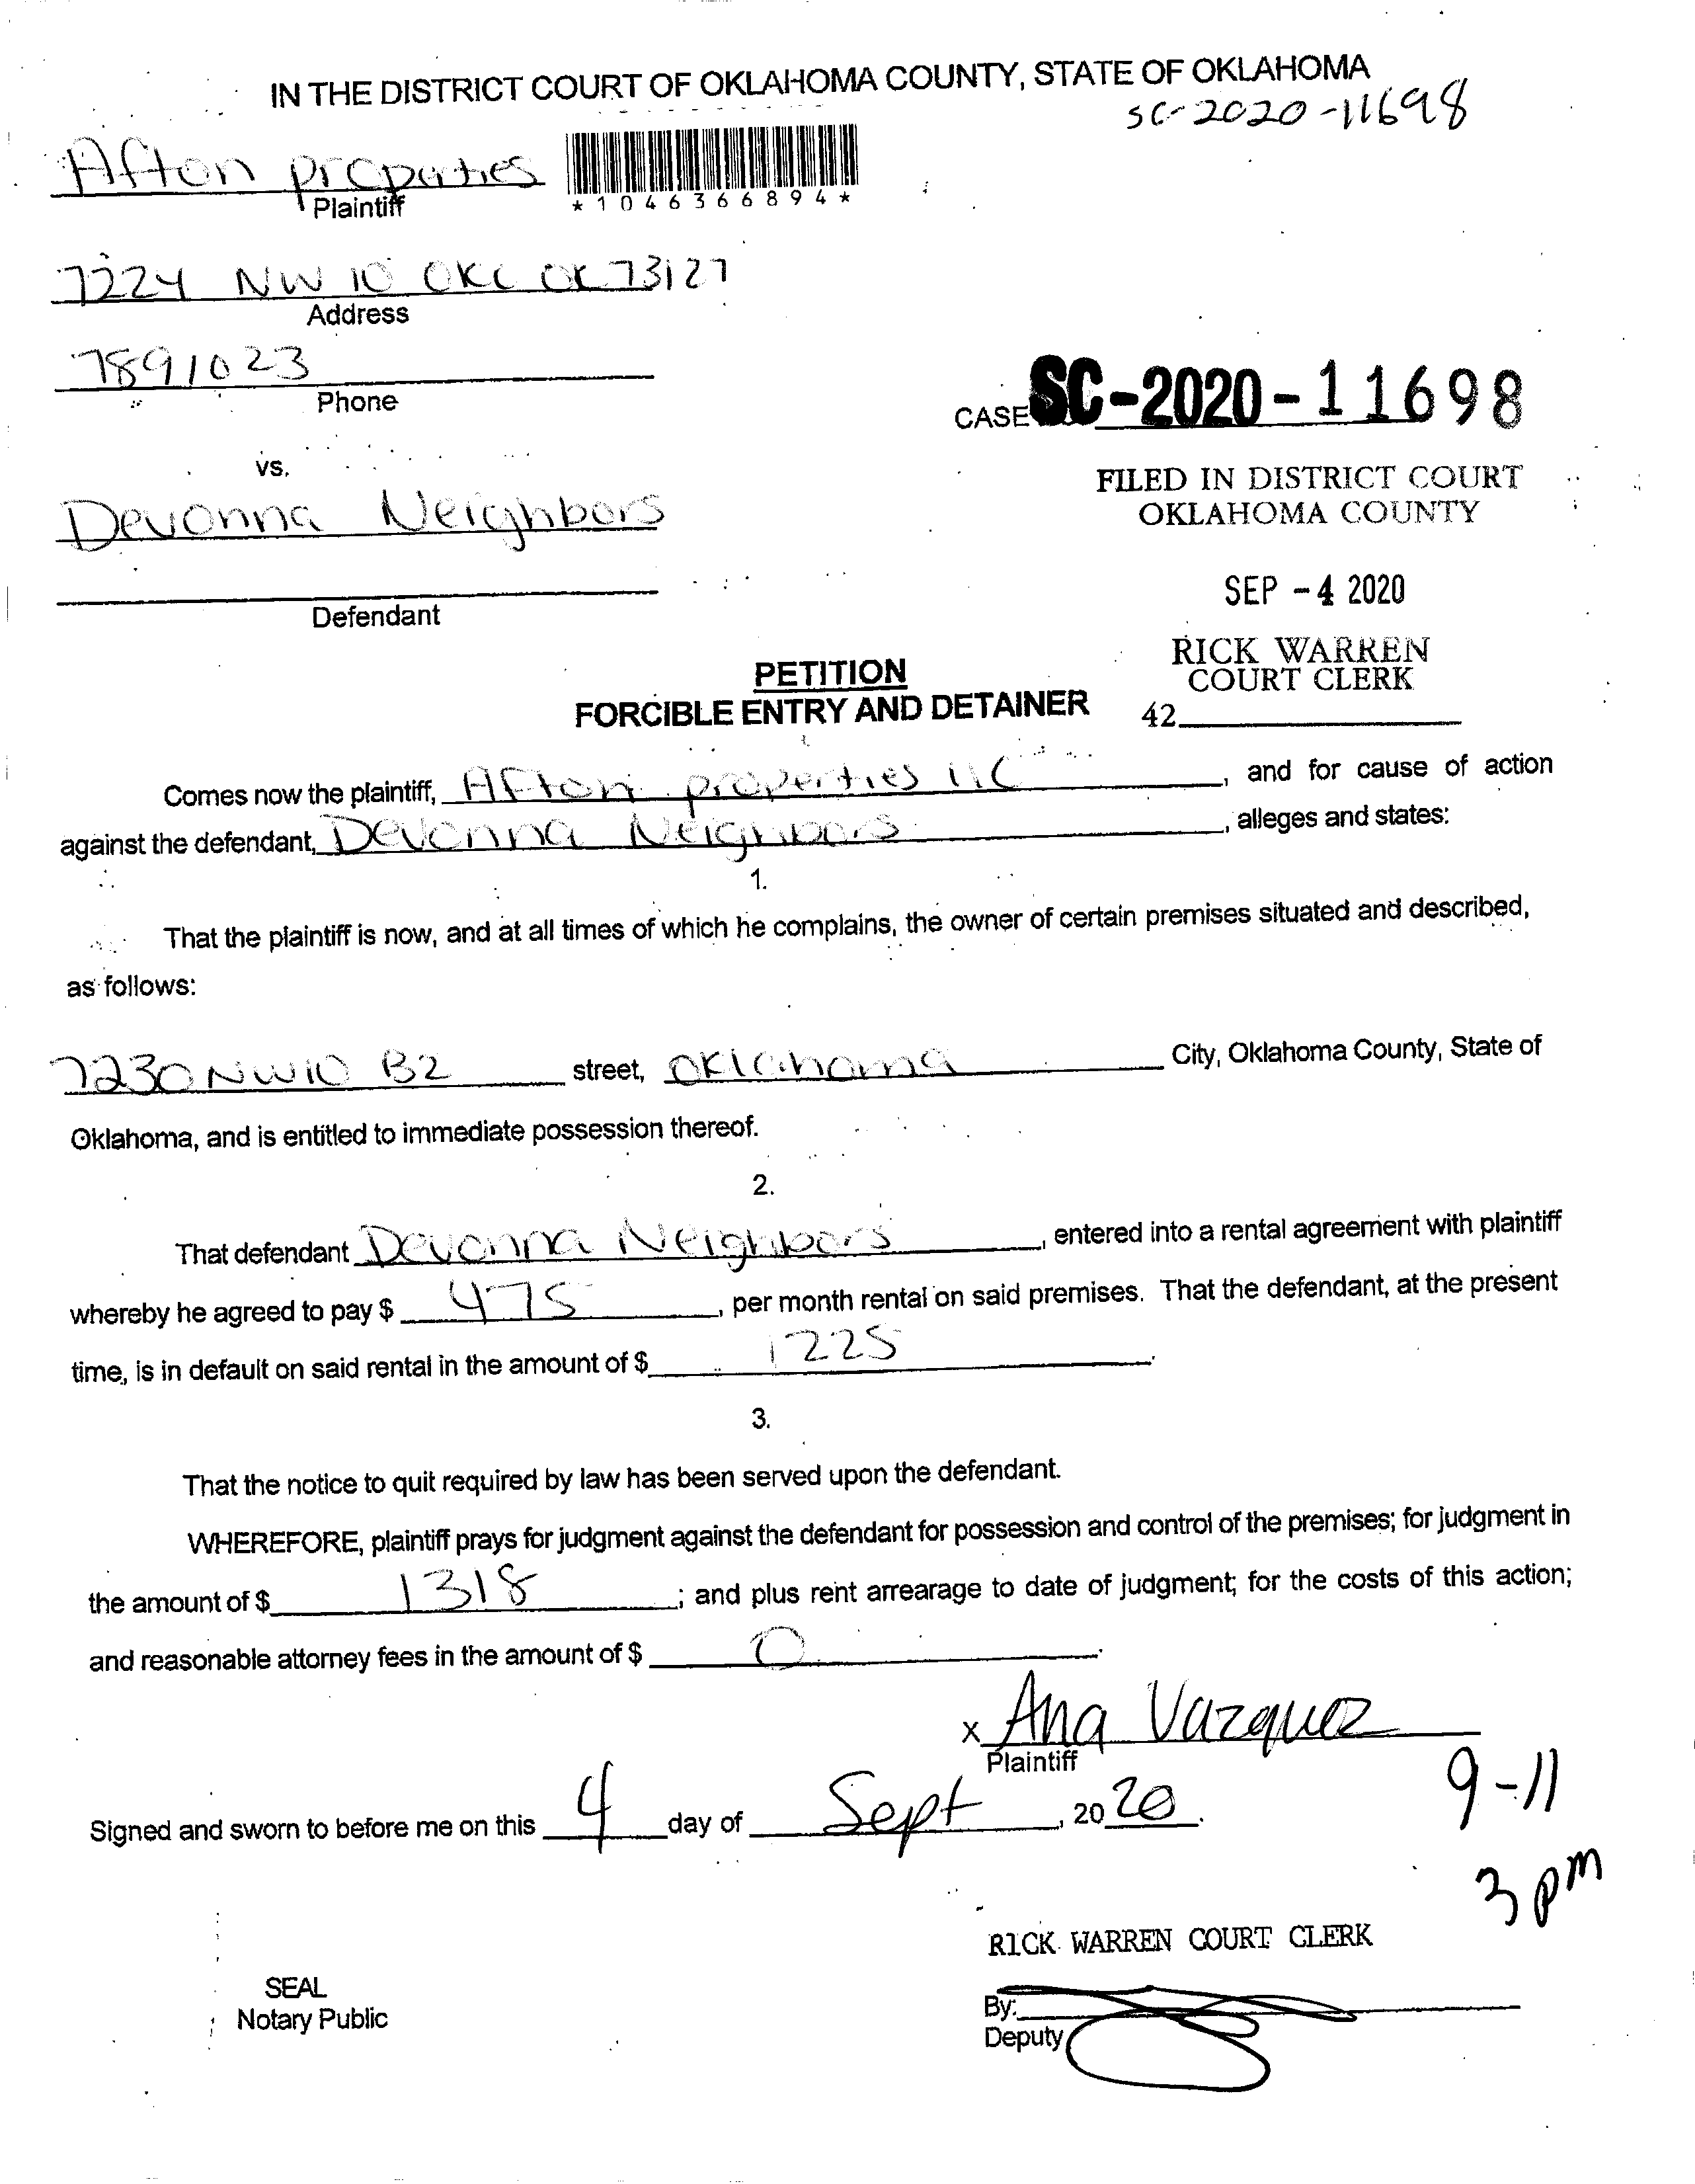 IN THE DISTRICT COURT OF OKLAHOMA COUNTY, STATE OF OKLAHOMA
SC-2020-11698
Afton properties
Plaintiff
*1046366894*
7224 NW 10 OKC OK 73127
Address
7891023
Phone
CASE SC-2020-11698
vs.
FILED IN DISTRICT COURT
OKLAHOMA COUNTY
Devonna Neighbors
SEP -4 2020
Defendant
RICK WARREN
COURT CLERK
42
PETITION
FORCIBLE ENTRY AND DETAINER
Comes now the plaintiff, Afton properties llC, and for cause of action
against the defendant, Devonna Neighbors, alleges and states:
1.
That the plaintiff is now, and at all times of which he complains, the owner of certain premises situated and described,
as follows:
7230 NW10 B2 street, Oklahoma City, Oklahoma County, State of
Oklahoma, and is entitled to immediate possession thereof.
2.
That defendant Devonna Neighbors, entered into a rental agreement with plaintiff
whereby he agreed to pay $ 475, per month rental on said premises. That the defendant, at the present
time, is in default on said rental in the amount of $ 1225.
3.
That the notice to quit required by law has been served upon the defendant.
WHEREFORE, plaintiff prays for judgment against the defendant for possession and control of the premises; for judgment in
the amount of $ 1318; and plus rent arrearage to date of judgment; for the costs of this action;
and reasonable attorney fees in the amount of $ 0.
x Ana Vazquez
Plaintiff
9-11
3pm
Signed and sworn to before me on this 4 day of Sept, 2020.
RICK WARREN COURT CLERK
SEAL
Notary Public
By:
Deputy